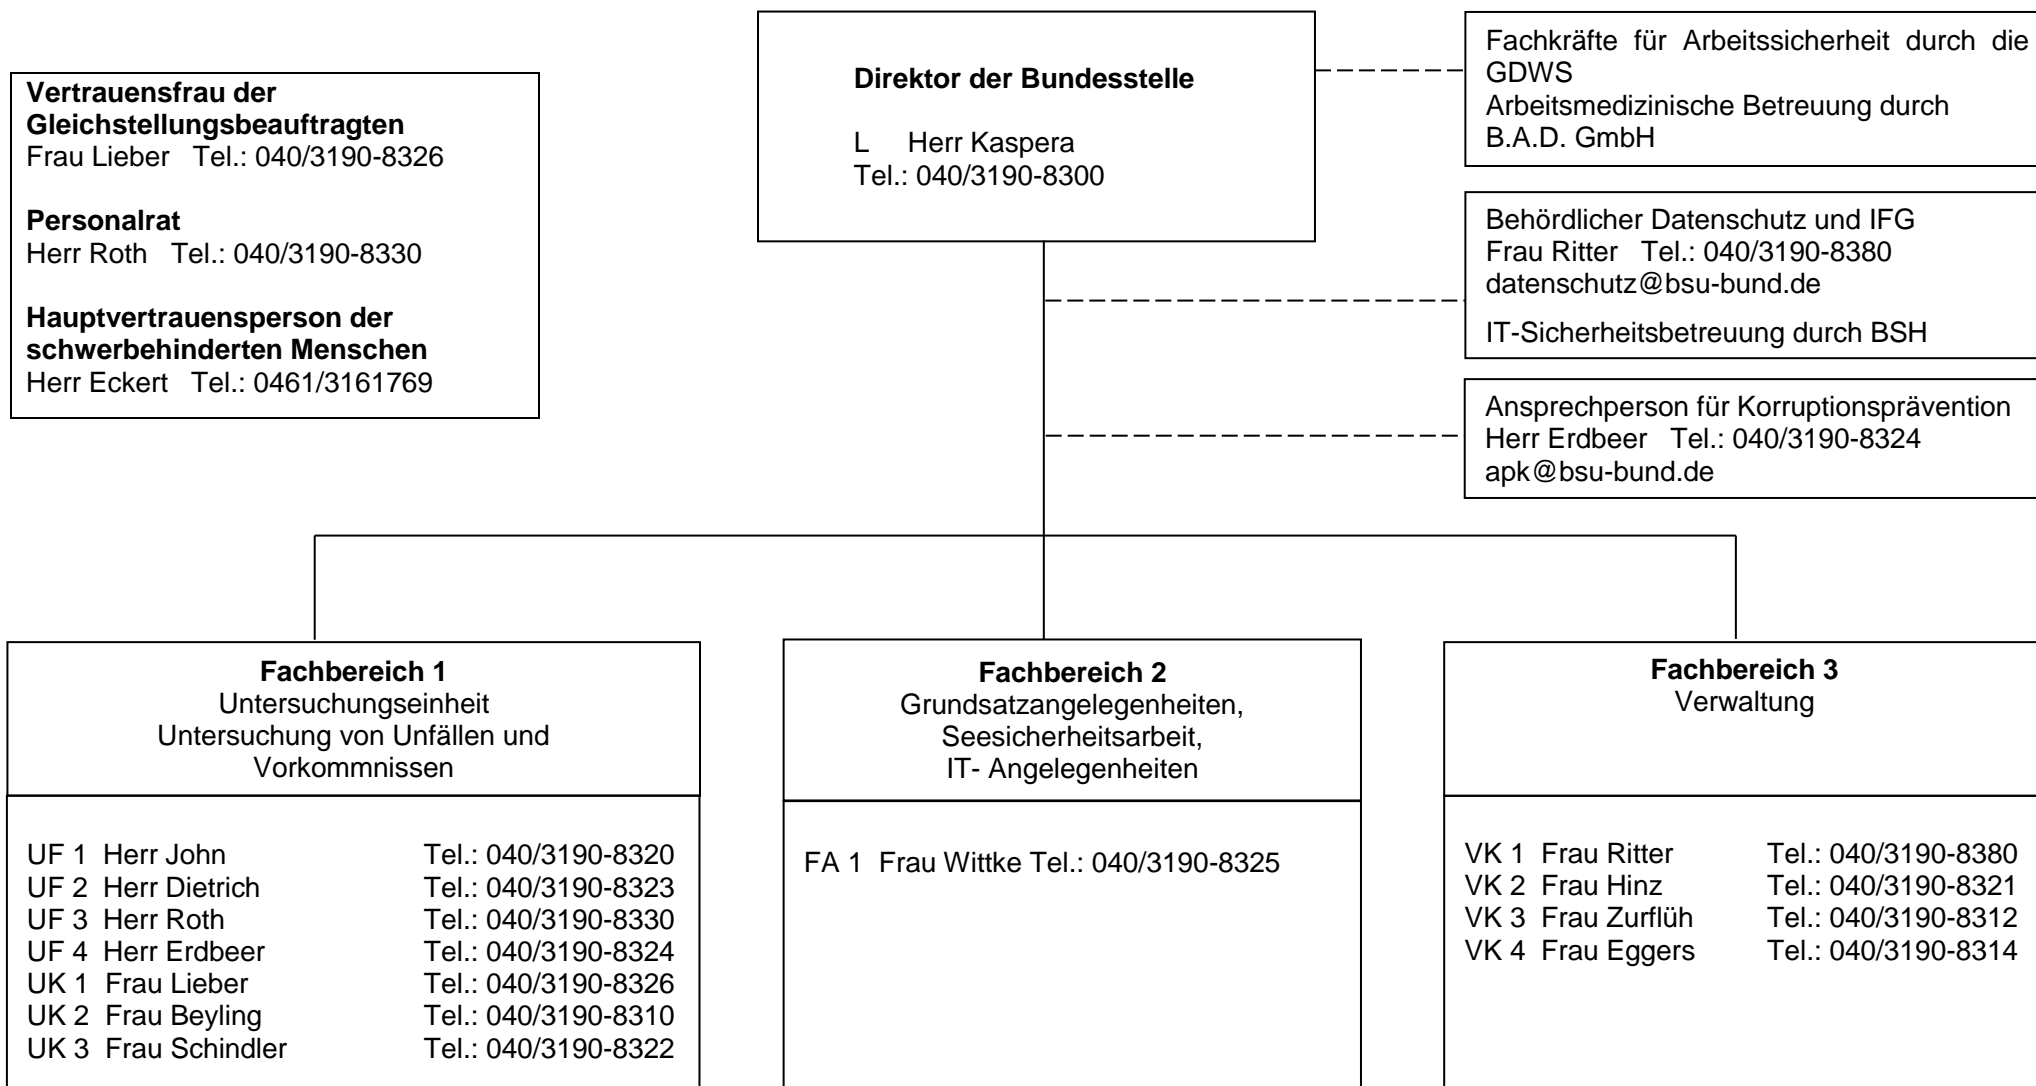 Vertrauensfrau der
Gleichstellungsbeauftragten
Frau Lieber Tel.: 040/3190-8326
Personalrat
Herr Roth Tel.: 040/3190-8330
Hauptvertrauensperson der
schwerbehinderten Menschen
Herr Eckert Tel.: 0461/3161769
Direktor der Bundesstelle
L Herr Kaspera
Tel.: 040/3190-8300
Fachkräfte für Arbeitssicherheit durch die
GDWS
Arbeitsmedizinische Betreuung durch
B.A.D. GmbH
Behördlicher Datenschutz und IFG
Frau Ritter Tel.: 040/3190-8380
datenschutz@bsu-bund.de
IT-Sicherheitsbetreuung durch BSH
Ansprechperson für Korruptionsprävention
Herr Erdbeer Tel.: 040/3190-8324
apk@bsu-bund.de
Fachbereich 1
Untersuchungseinheit
Untersuchung von Unfällen und
Vorkommnissen
UF 1 Herr John Tel.: 040/3190-8320
UF 2 Herr Dietrich Tel.: 040/3190-8323
UF 3 Herr Roth Tel.: 040/3190-8330
UF 4 Herr Erdbeer Tel.: 040/3190-8324
UK 1 Frau Lieber Tel.: 040/3190-8326
UK 2 Frau Beyling Tel.: 040/3190-8310
UK 3 Frau Schindler Tel.: 040/3190-8322
Fachbereich 2
Grundsatzangelegenheiten,
Seesicherheitsarbeit,
IT- Angelegenheiten
FA 1 Frau Wittke Tel.: 040/3190-8325
Fachbereich 3
Verwaltung
VK 1 Frau Ritter Tel.: 040/3190-8380
VK 2 Frau Hinz Tel.: 040/3190-8321
VK 3 Frau Zurflüh Tel.: 040/3190-8312
VK 4 Frau Eggers Tel.: 040/3190-8314